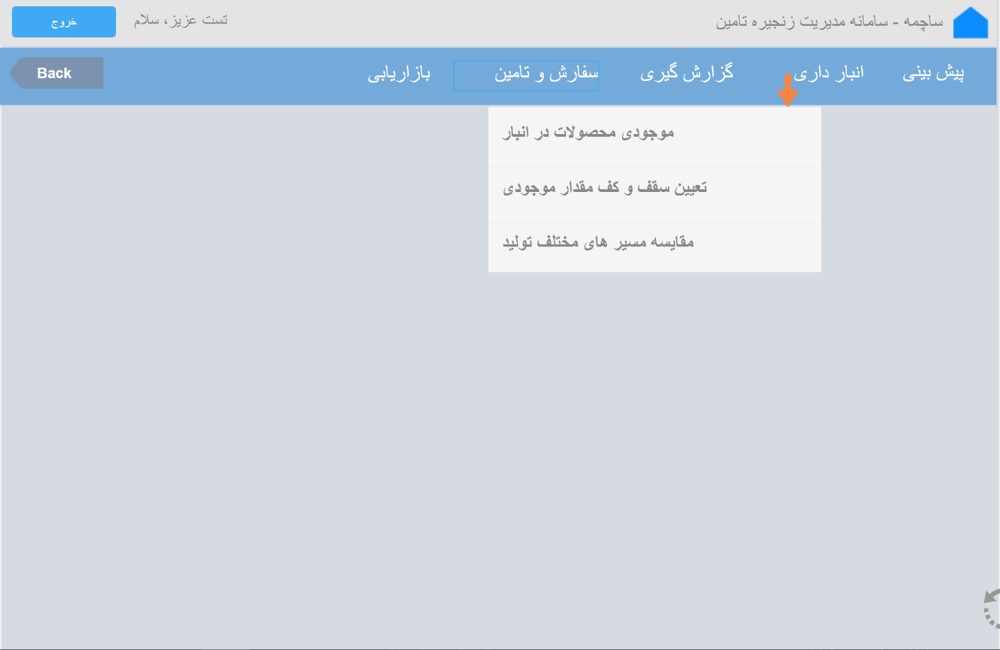 ساچمه - سامانه مدیریت زنجیره تامین
تست عزیز، سلام
خروج
پیش بینی
انبار داری
گزارش گیری
سفارش و تامین
بازاریابی
Back
موجودی محصولات در انبار
تعیین سقف و کف مقدار موجودی
مقایسه مسیر های مختلف تولید